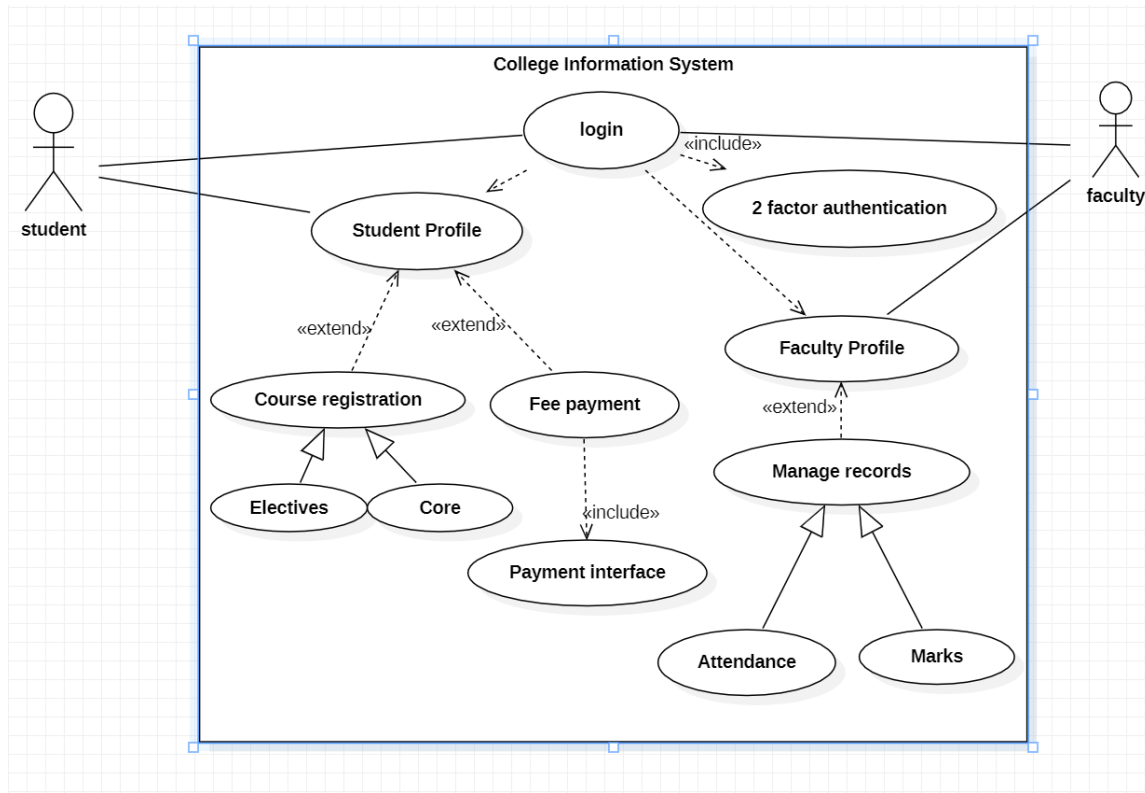 College Information System
login
«include»
2 factor authentication
student
faculty
Student Profile
«extend»
«extend»
Faculty Profile
Course registration
Fee payment
«extend»
Manage records
Electives
Core
«include»
Payment interface
Attendance
Marks